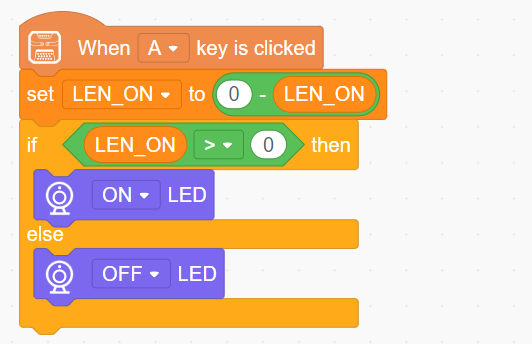 When A key is clicked
set LEN_ON to 0 - LEN_ON
if LEN_ON > 0 then
ON LED
else
OFF LED